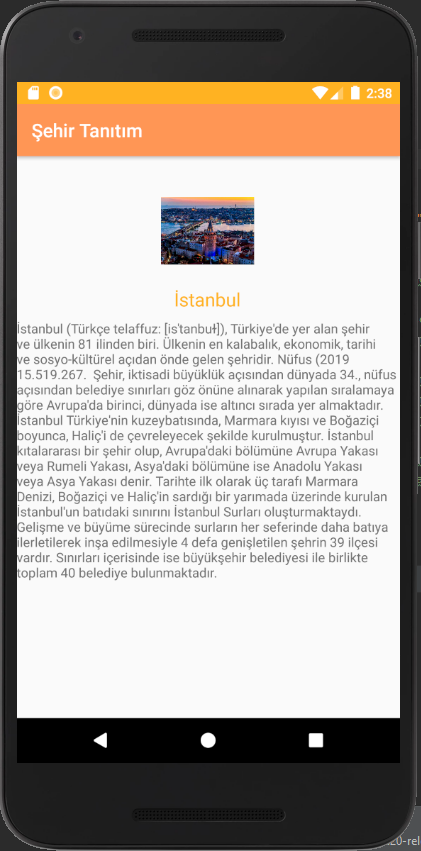 2:38
Şehir Tanıtım
İstanbul
İstanbul (Türkçe telaffuz: [isˈtanbuɫ]), Türkiye'de yer alan şehir
ve ülkenin 81 ilinden biri. Ülkenin en kalabalık, ekonomik, tarihi
ve sosyo-kültürel açıdan önde gelen şehridir. Nüfus (2019
15.519.267.  Şehir, iktisadi büyüklük açısından dünyada 34., nüfus
açısından belediye sınırları göz önüne alınarak yapılan sıralamaya
göre Avrupa'da birinci, dünyada ise altıncı sırada yer almaktadır.
İstanbul Türkiye'nin kuzeybatısında, Marmara kıyısı ve Boğaziçi
boyunca, Haliç'i de çevreleyecek şekilde kurulmuştur. İstanbul
kıtalararası bir şehir olup, Avrupa'daki bölümüne Avrupa Yakası
veya Rumeli Yakası, Asya'daki bölümüne ise Anadolu Yakası
veya Asya Yakası denir. Tarihte ilk olarak üç tarafı Marmara
Denizi, Boğaziçi ve Haliç'in sardığı bir yarımada üzerinde kurulan
İstanbul'un batıdaki sınırını İstanbul Surları oluşturmaktaydı.
Gelişme ve büyüme sürecinde surların her seferinde daha batıya
ilerletilerek inşa edilmesiyle 4 defa genişletilen şehrin 39 ilçesi
vardır. Sınırları içerisinde ise büyükşehir belediyesi ile birlikte
toplam 40 belediye bulunmaktadır.
20-rel